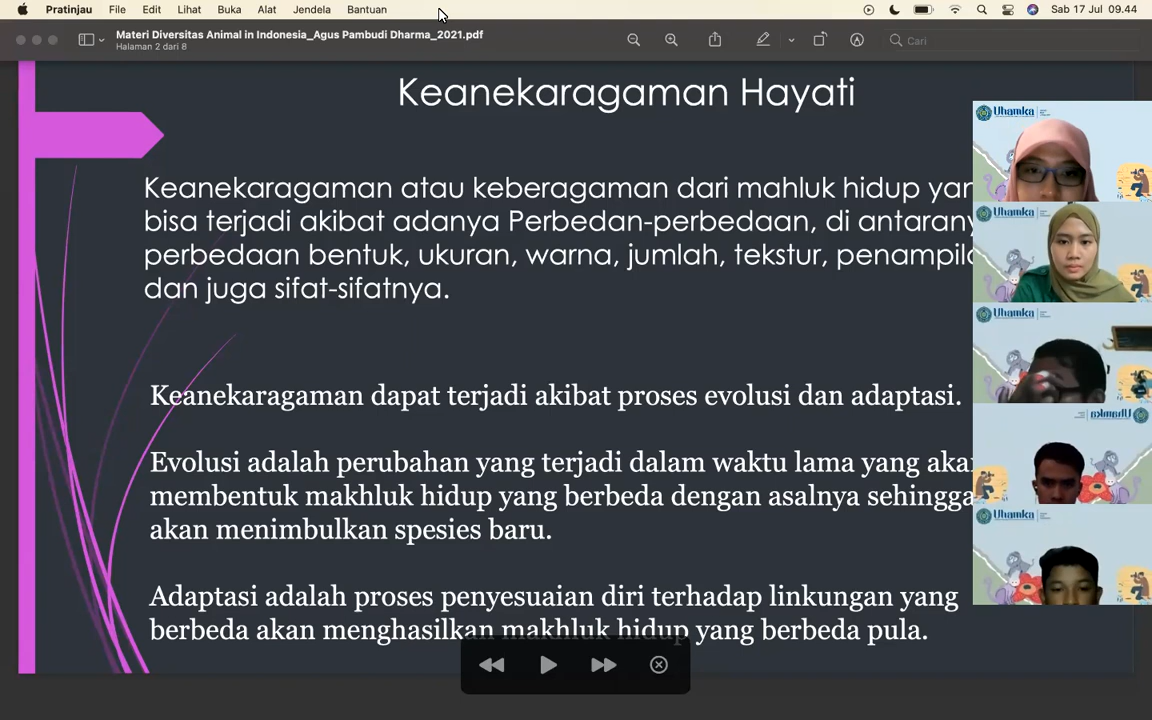 Pratinjau File Edit Lihat Buka Alat Jendela Bantuan Sab 17 Jul 09.44
Materi Diversitas Animal in Indonesia_Agus Pambudi Dharma_2021.pdf
Halaman 2 dari 8
Cari
Keanekaragaman Hayati
Keanekaragaman atau keberagaman dari mahluk hidup yan
bisa terjadi akibat adanya Perbedan-perbedaan, di antarany
perbedaan bentuk, ukuran, warna, jumlah, tekstur, penampila
dan juga sifat-sifatnya.
Keanekaragaman dapat terjadi akibat proses evolusi dan adaptasi.
Evolusi adalah perubahan yang terjadi dalam waktu lama yang akan
membentuk makhluk hidup yang berbeda dengan asalnya sehingga
akan menimbulkan spesies baru.
Adaptasi adalah proses penyesuaian diri terhadap linkungan yang
berbeda akan menghasilkan makhluk hidup yang berbeda pula.
Uhamka
Uhamka
Uhamka
Uhamka
Uhamka